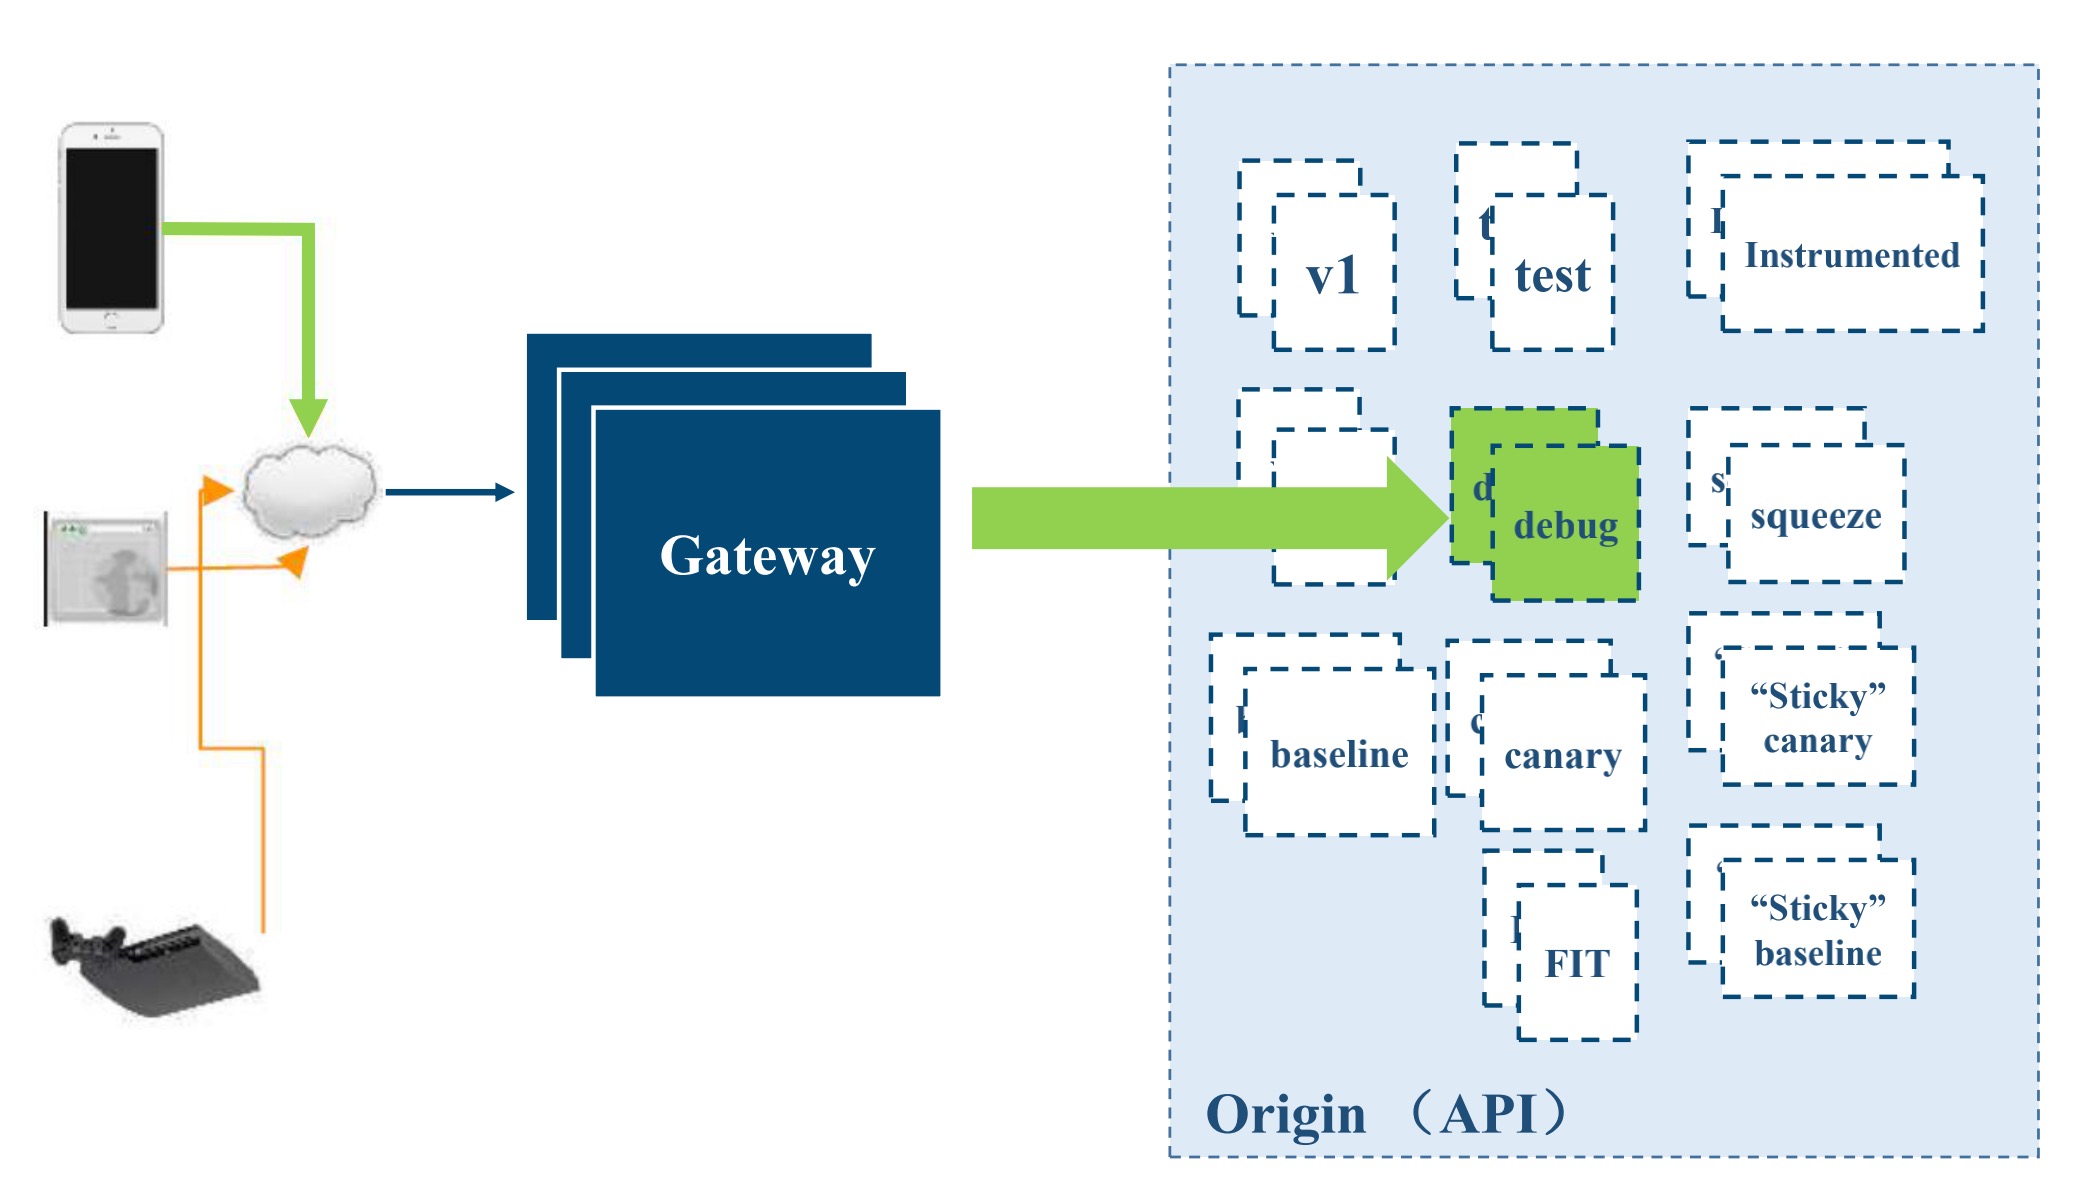 v1
test
Instrumented
debug
squeeze
Gateway
baseline
canary
“Sticky”
canary
FIT
“Sticky”
baseline
Origin （API）